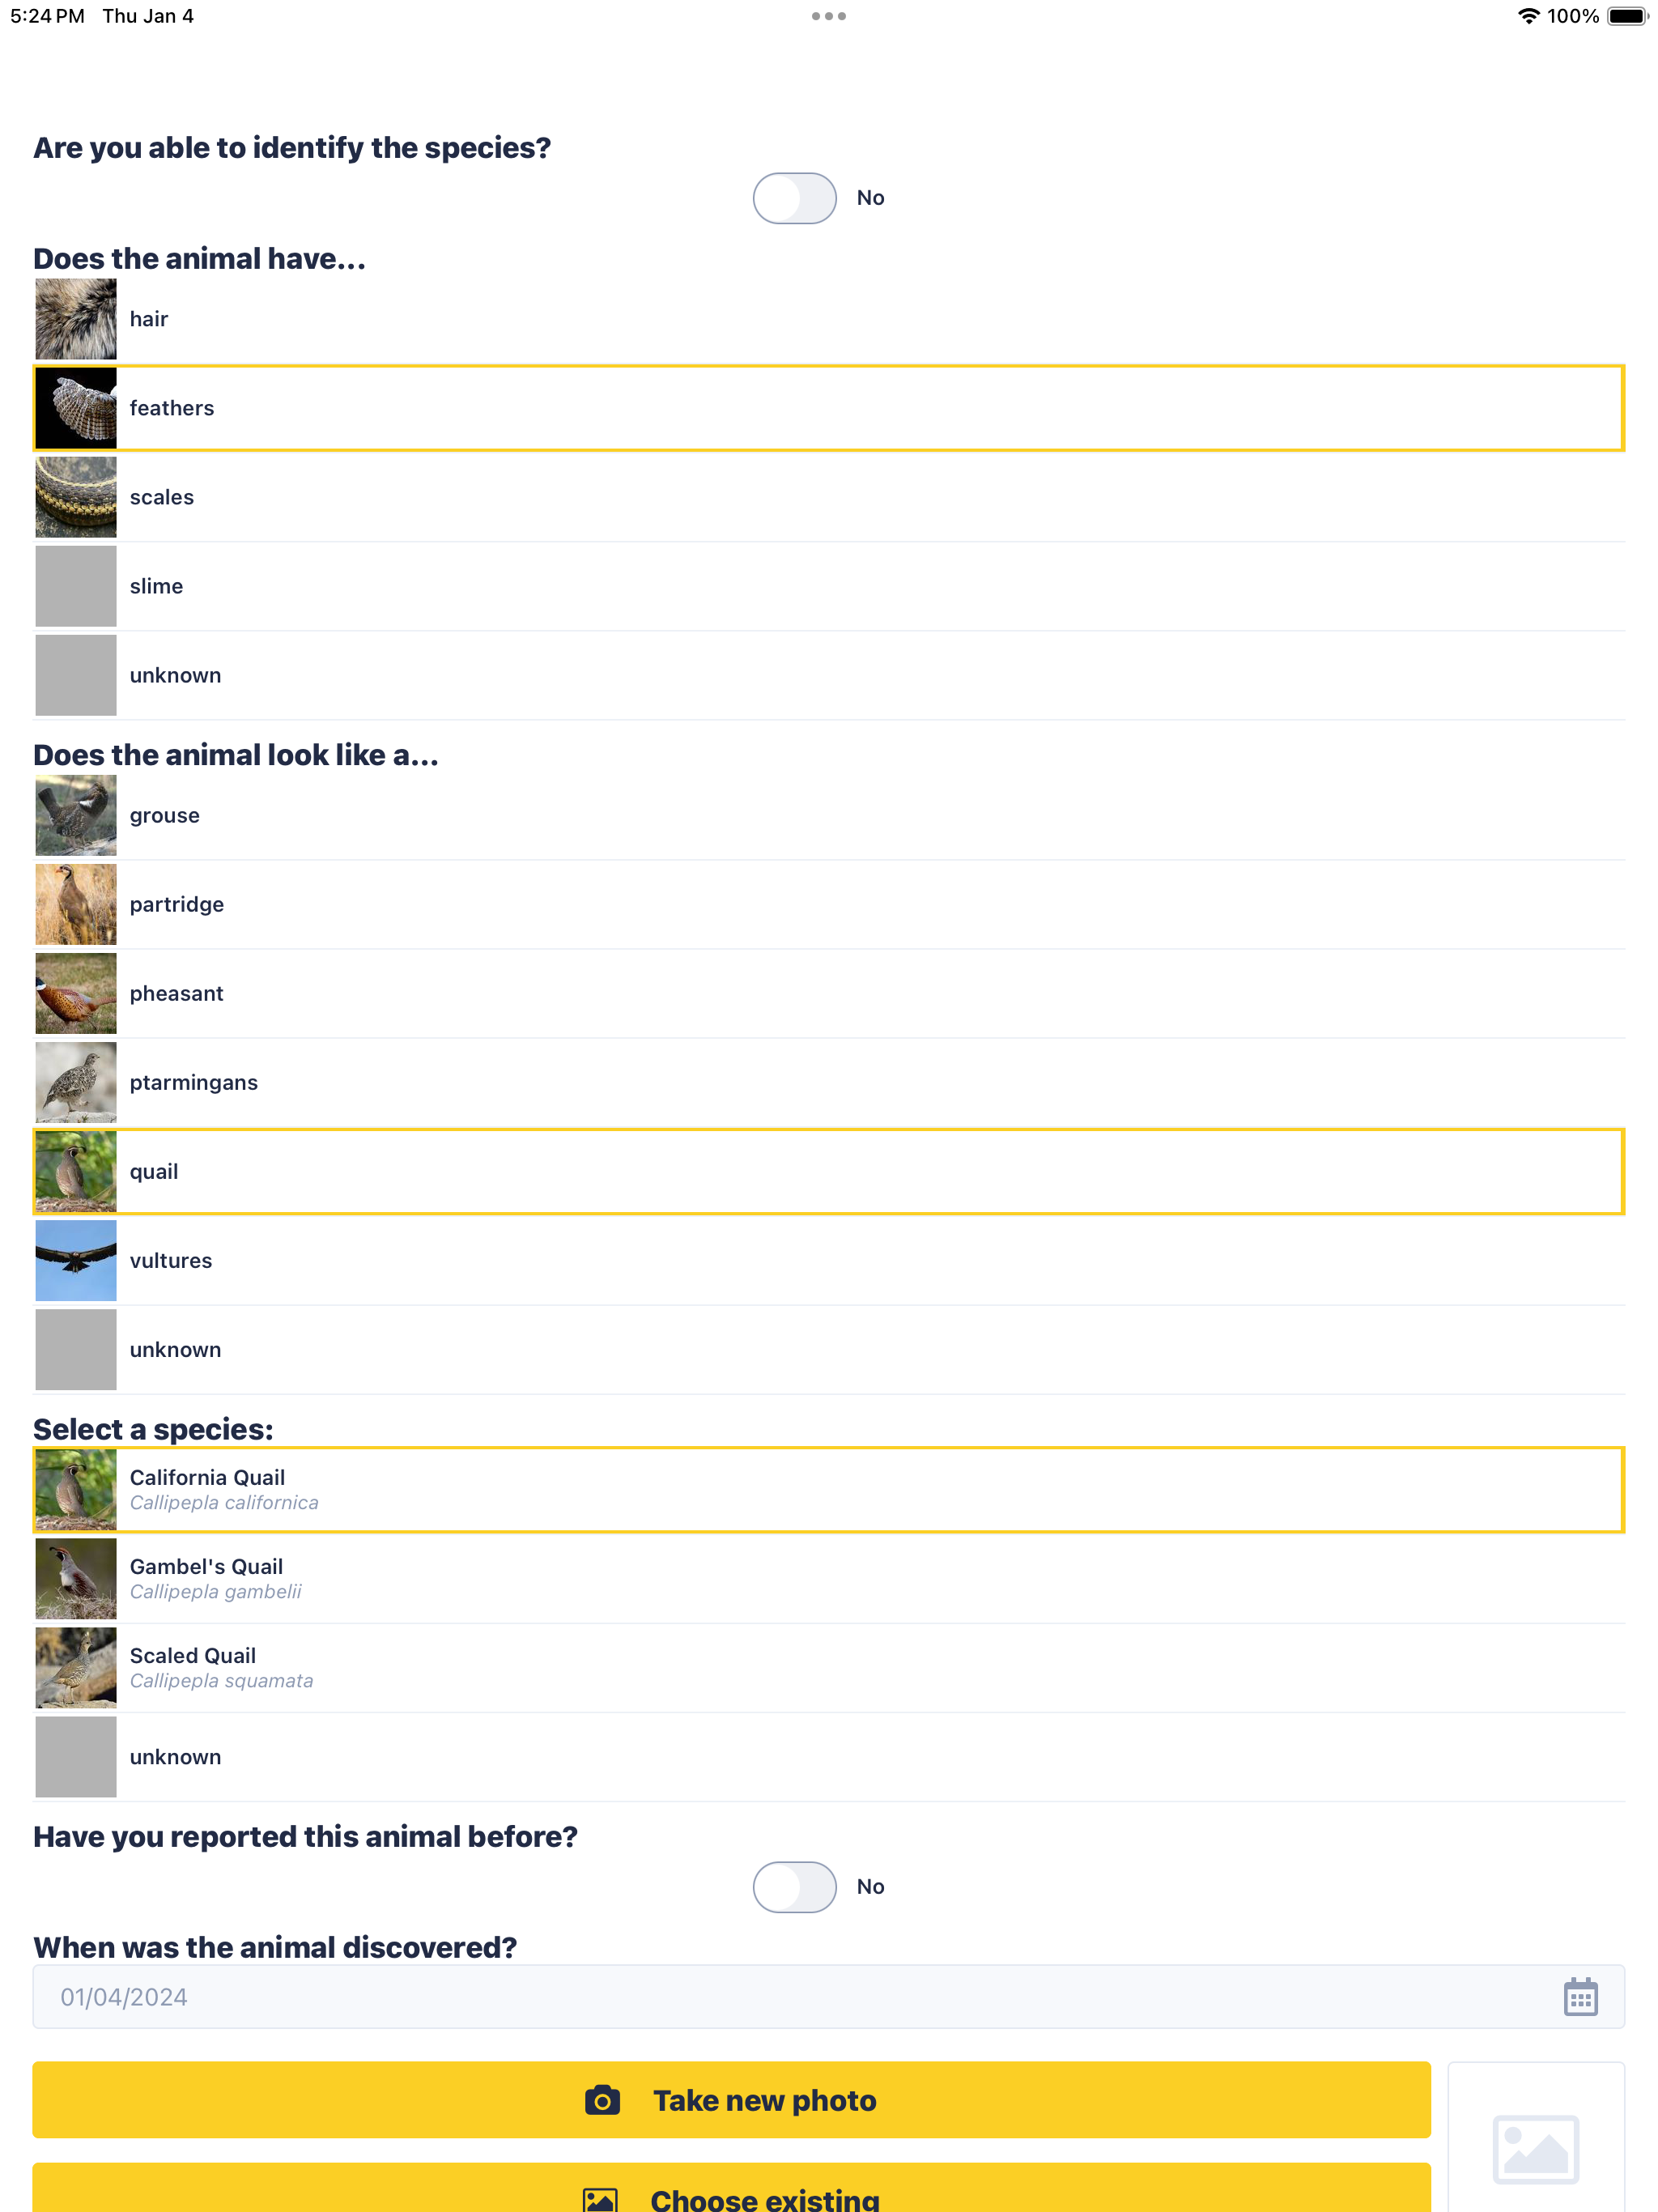 5:24 PM Thu Jan 4
100%
Are you able to identify the species?
No
Does the animal have...
hair
feathers
scales
slime
unknown
Does the animal look like a...
grouse
partridge
pheasant
ptarmingans
quail
vultures
unknown
Select a species:
California Quail
Callipepla californica
Gambel's Quail
Callipepla gambelii
Scaled Quail
Callipepla squamata
unknown
Have you reported this animal before?
No
When was the animal discovered?
01/04/2024
Take new photo
Choose existing